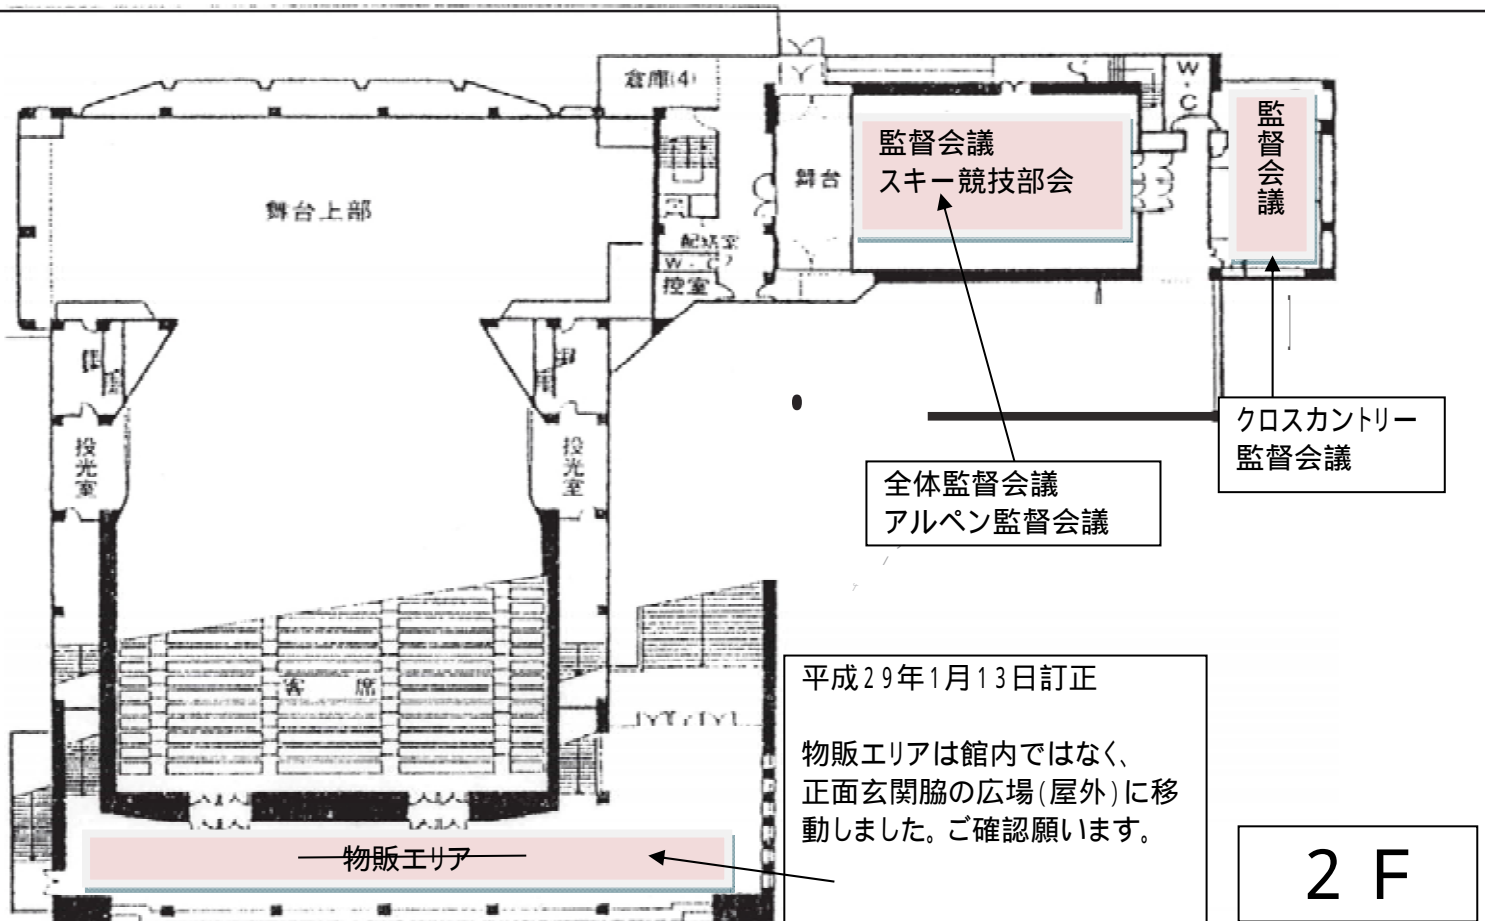 倉庫(4)
W・C
監督会議
スキー競技部会
監督会議
舞台
舞台上部
W・C
控室
投光室
投光室
クロスカントリー
監督会議
全体監督会議
アルペン監督会議
客席
平成29年1月13日訂正
物販エリアは館内ではなく、
正面玄関脇の広場(屋外)に移
動しました。ご確認願います。
物販エリア
2F